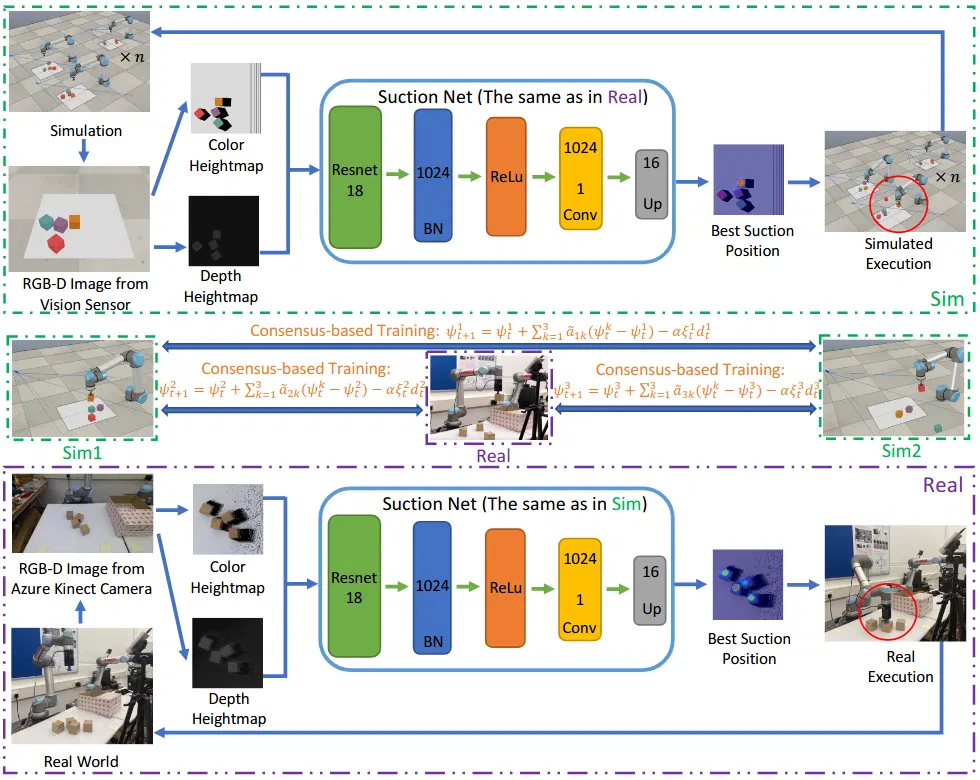 × n
Simulation
RGB-D Image from
Vision Sensor
Color
Heightmap
Depth
Heightmap
Suction Net (The same as in Real)
Resnet
18
1024
BN
ReLu
1024
1
Conv
16
Up
Best Suction
Position
× n
Simulated
Execution
Sim
Consensus-based Training: ψ¹ₜ₊₁ = ψ¹ₜ + ∑³ₖ₌₁ ã₁ₖ(ψᵏₜ − ψ¹ₜ) − αξ¹ₜd¹ₜ
Consensus-based Training:
ψ²ₜ₊₁ = ψ²ₜ + ∑³ₖ₌₁ ã₂ₖ(ψᵏₜ − ψ²ₜ) − αξ²ₜd²ₜ
Consensus-based Training:
ψ³ₜ₊₁ = ψ³ₜ + ∑³ₖ₌₁ ã₃ₖ(ψᵏₜ − ψ³ₜ) − αξ³ₜd³ₜ
Sim1
Real
Sim2
Real
RGB-D Image from
Azure Kinect Camera
Real World
Color
Heightmap
Depth
Heightmap
Suction Net (The same as in Sim)
Resnet
18
1024
BN
ReLu
1024
1
Conv
16
Up
Best Suction
Position
Real
Execution